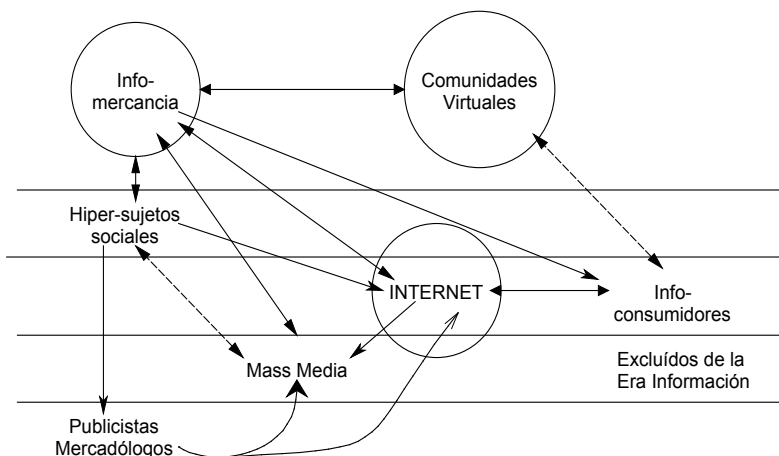 Info-
mercancia
Comunidades
Virtuales
Hiper-sujetos
sociales
INTERNET
Info-
consumidores
Mass Media
Excluídos de la
Era Información
Publicistas
Mercadólogos